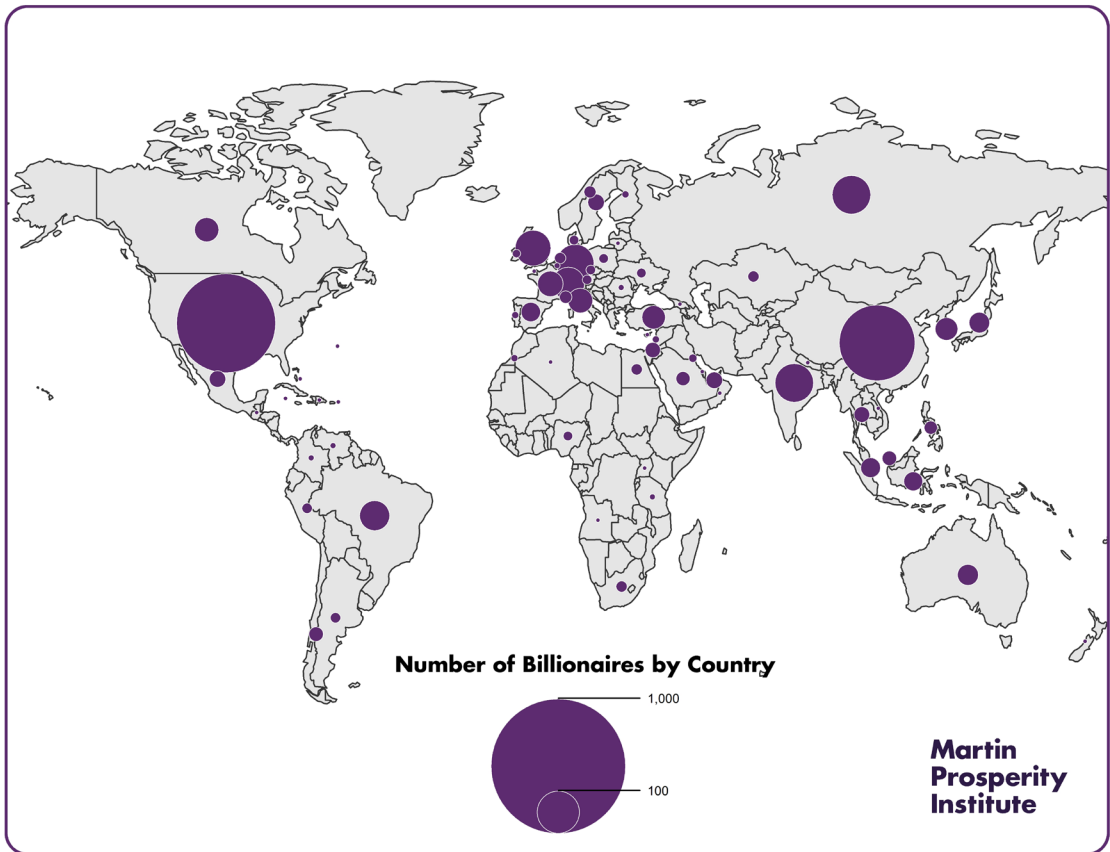 Number of Billionaires by Country
1,000
100
Martin
Prosperity
Institute